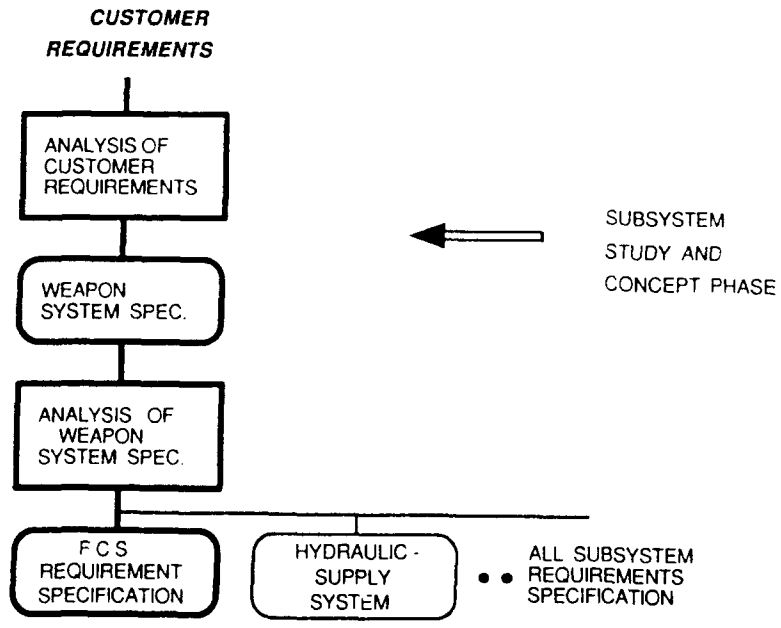 CUSTOMER
REQUIREMENTS
ANALYSIS OF
CUSTOMER
REQUIREMENTS
SUBSYSTEM
STUDY AND
CONCEPT PHASE
WEAPON
SYSTEM SPEC.
ANALYSIS OF
WEAPON
SYSTEM SPEC.
F C S
REQUIREMENT
SPECIFICATION
HYDRAULIC -
SUPPLY
SYSTEM
• • ALL SUBSYSTEM
REQUIREMENTS
SPECIFICATION